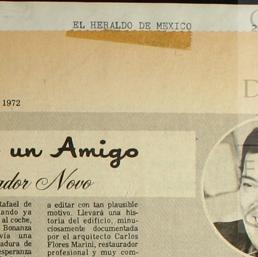 EL HERALDO DE MEXICO
1972
un Amigo
ador Novo
Rafael de
ando ya
al coche,
Bonanza
vía una
adura de
esperanza
a editar con tan plausible
motivo. Llevará una his-
toria del edificio, minu-
ciosamente documentada
por el arquitecto Carlos
Flores Marini, restaurador
profesional y muy com-